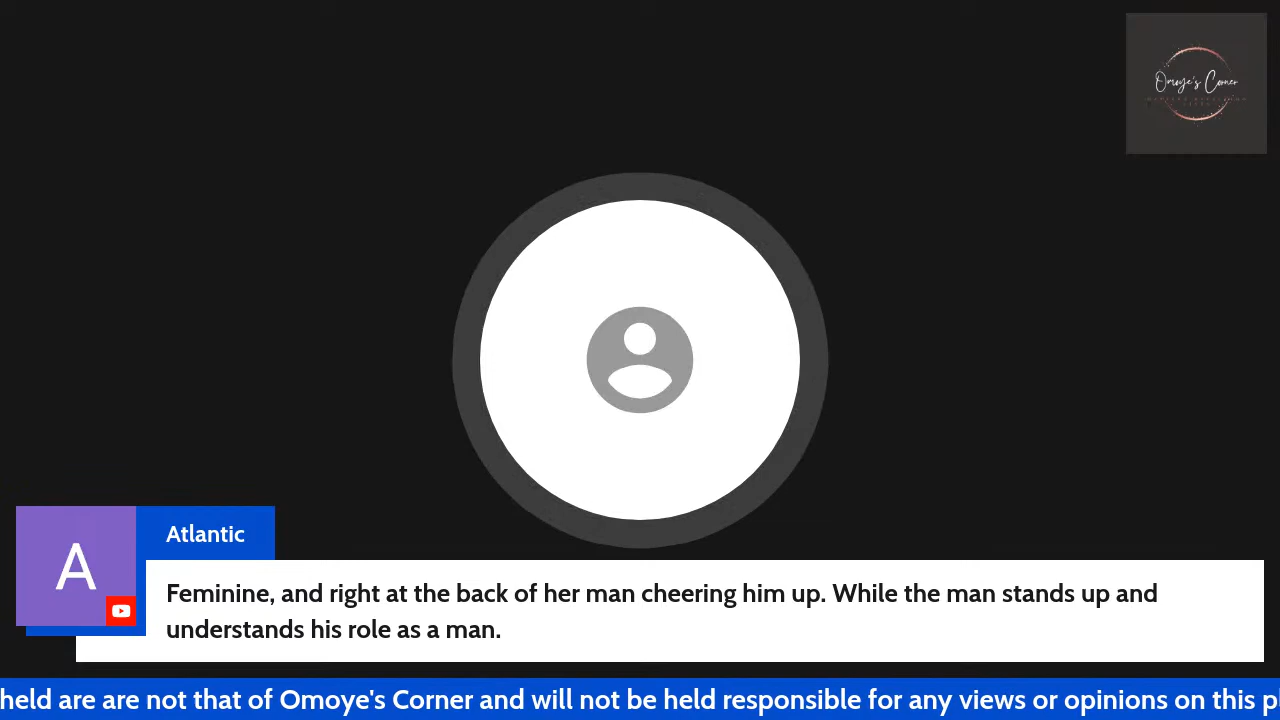 Omoye's Corner
A
Atlantic
Feminine, and right at the back of her man cheering him up. While the man stands up and
understands his role as a man.
held are are not that of Omoye's Corner and will not be held responsible for any views or opinions on this p